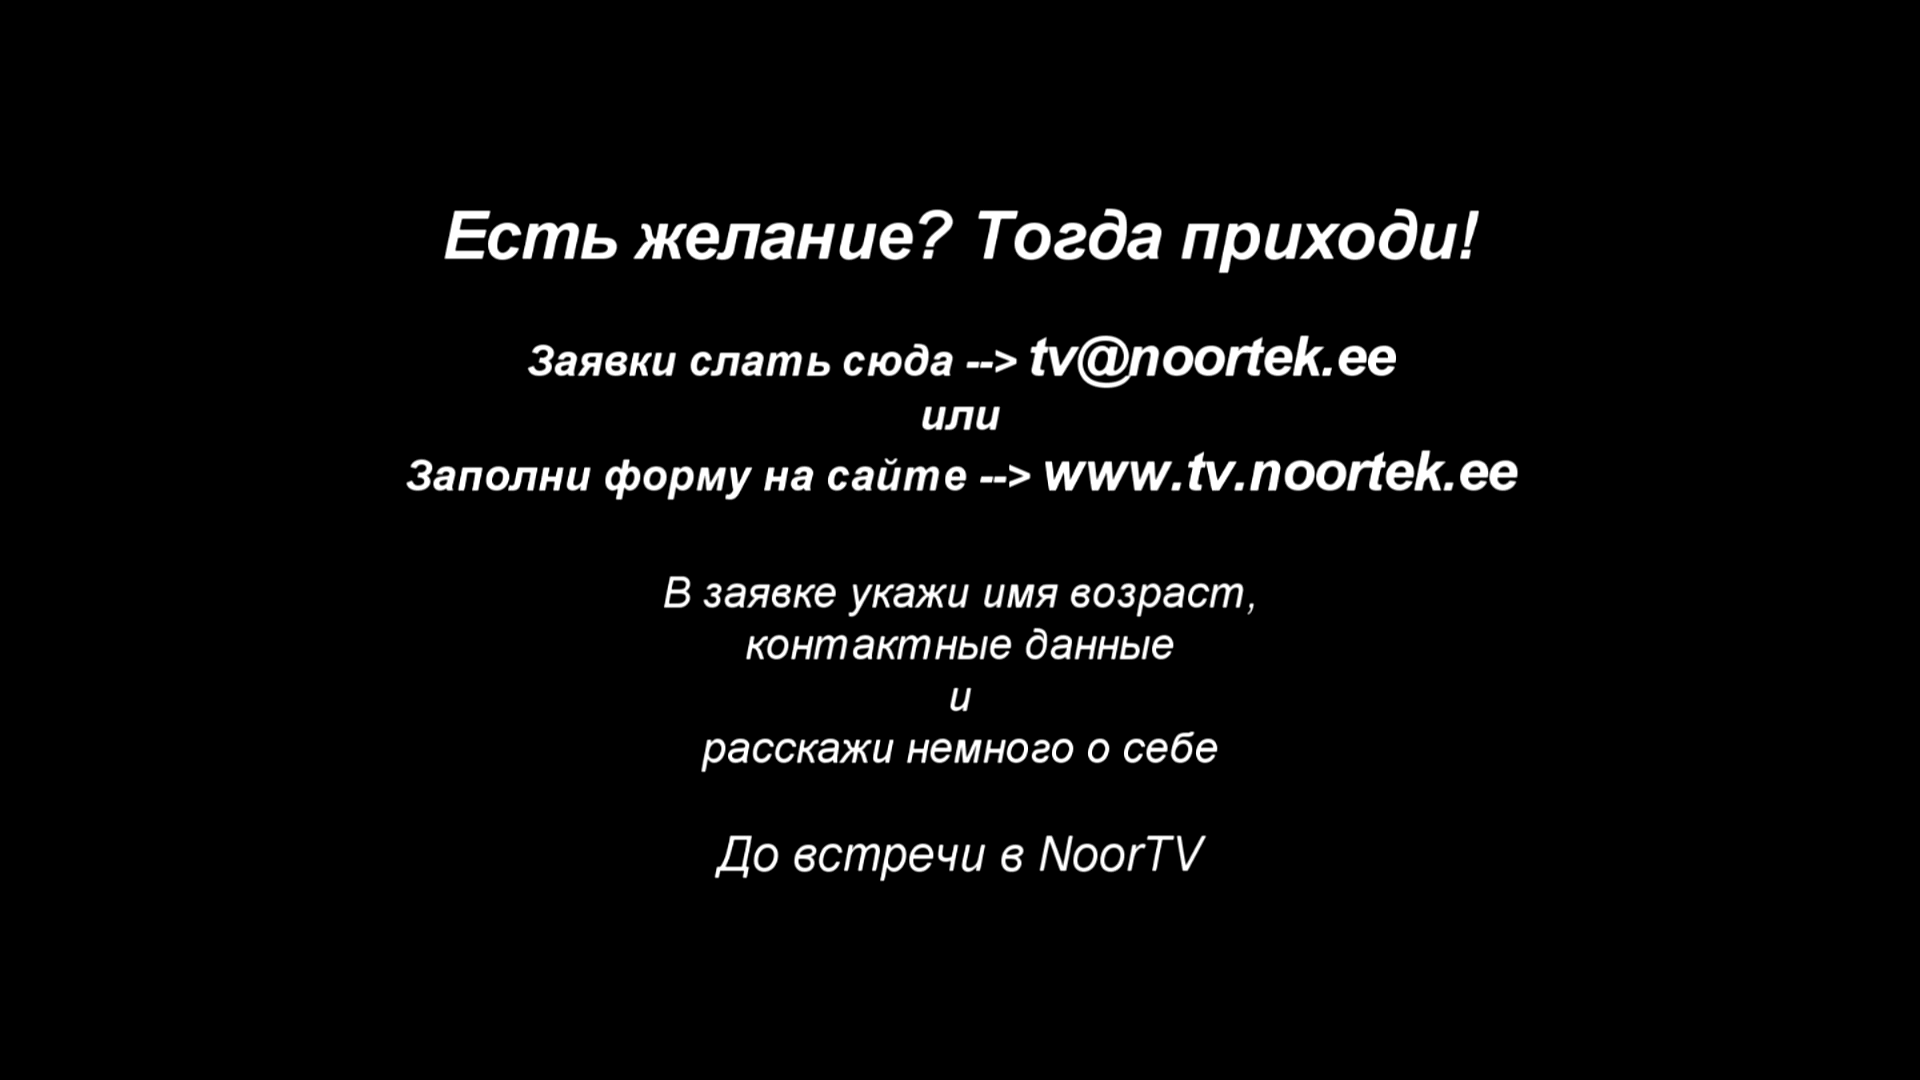 Есть желание? Тогда приходи!
Заявки слать сюда --> tv@noortek.ee
или
Заполни форму на сайте --> www.tv.noortek.ee
В заявке укажи имя возраст,
контактные данные
и
расскажи немного о себе
До встречи в NoorTV